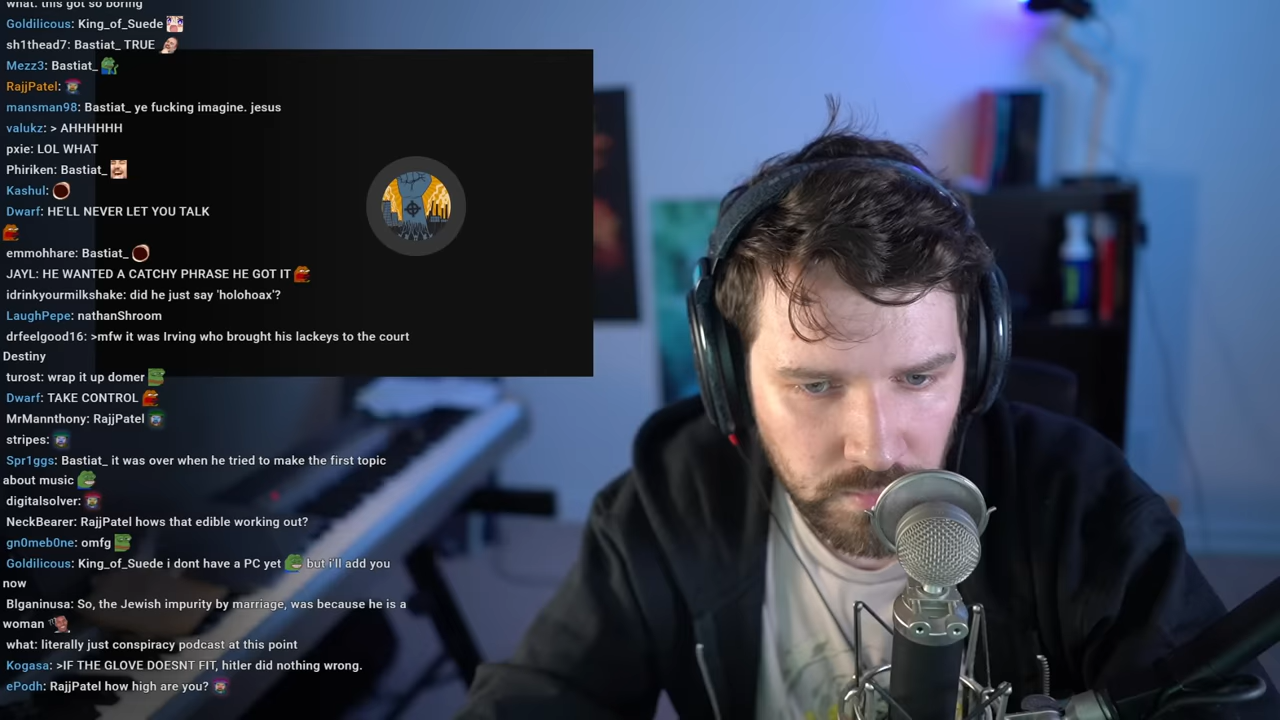 what: this got so boring
Goldilicous: King_of_Suede
sh1thead7: Bastiat_ TRUE
Mezz3: Bastiat_
RajjPatel:
mansman98: Bastiat_ ye fucking imagine. jesus
valukz: > AHHHHHH
pxie: LOL WHAT
Phiriken: Bastiat_
Kashul:
Dwarf: HE'LL NEVER LET YOU TALK
emmohhare: Bastiat_
JAYL: HE WANTED A CATCHY PHRASE HE GOT IT
idrinkyourmilkshake: did he just say 'holohoax'?
LaughPepe: nathanShroom
drfeelgood16: >mfw it was Irving who brought his lackeys to the court
Destiny
turost: wrap it up domer
Dwarf: TAKE CONTROL
MrMannthony: RajjPatel
stripes:
Spr1ggs: Bastiat_ it was over when he tried to make the first topic
about music
digitalsolver:
NeckBearer: RajjPatel hows that edible working out?
gn0meb0ne: omfg
Goldilicous: King_of_Suede i dont have a PC yet but i'll add you
now
Blganinusa: So, the Jewish impurity by marriage, was because he is a
woman
what: literally just conspiracy podcast at this point
Kogasa: >IF THE GLOVE DOESNT FIT, hitler did nothing wrong.
ePodh: RajjPatel how high are you?